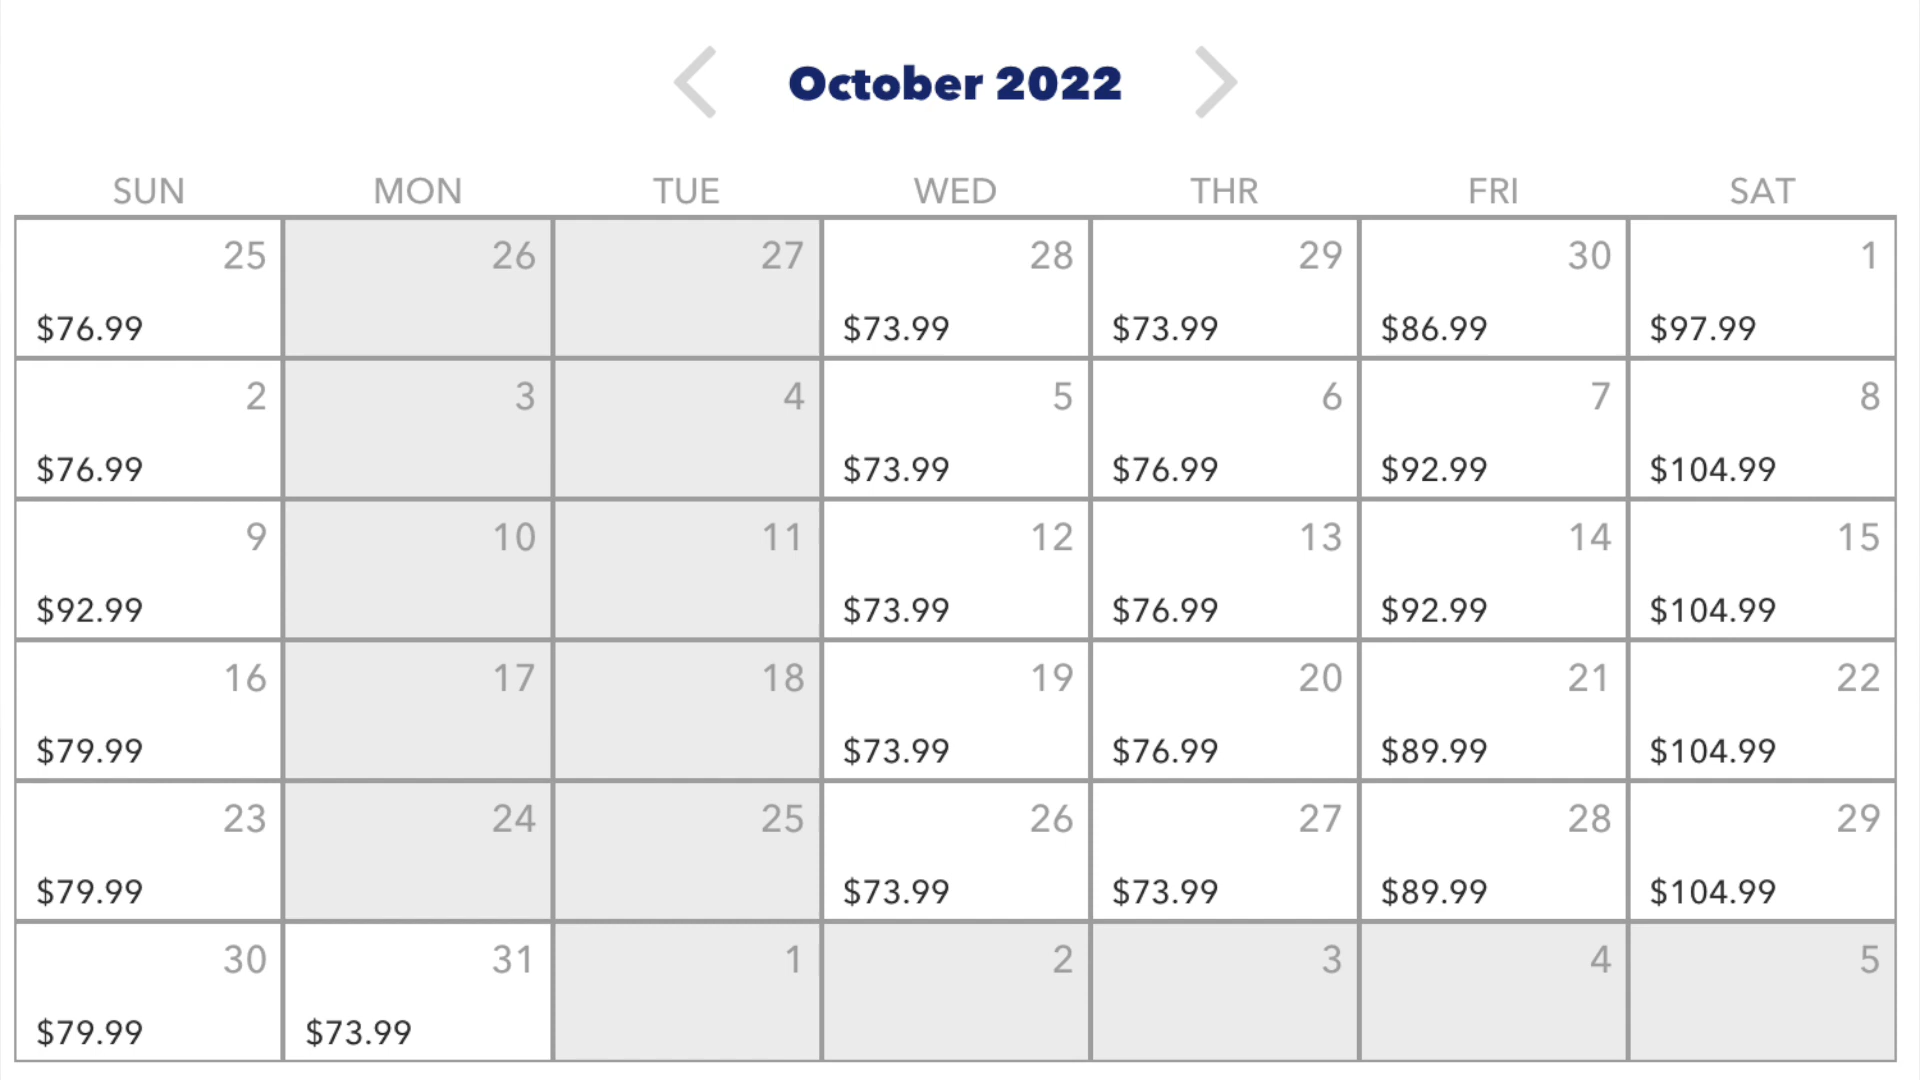 October 2022
SUN MON TUE WED THR FRI SAT
25 26 27 28 29 30 1
$76.99 $73.99 $73.99 $86.99 $97.99
2 3 4 5 6 7 8
$76.99 $73.99 $76.99 $92.99 $104.99
9 10 11 12 13 14 15
$92.99 $73.99 $76.99 $92.99 $104.99
16 17 18 19 20 21 22
$79.99 $73.99 $76.99 $89.99 $104.99
23 24 25 26 27 28 29
$79.99 $73.99 $73.99 $89.99 $104.99
30 31 1 2 3 4 5
$79.99 $73.99